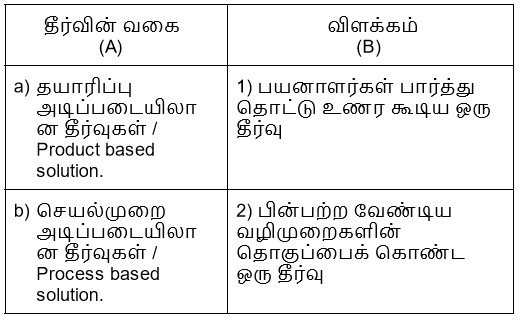 தீர்வின் வகை
(A)
விளக்கம்
(B)
a) தயாரிப்பு
அடிப்படையிலா
ன தீர்வுகள் /
Product based
solution.
1) பயனாளர்கள் பார்த்து
தொட்டு உணர கூடிய ஒரு
தீர்வு
b) செயல்முறை
அடிப்படையிலா
ன தீர்வுகள் /
Process based
solution.
2) பின்பற்ற வேண்டிய
வழிமுறைகளின்
தொகுப்பைக் கொண்ட
ஒரு தீர்வு